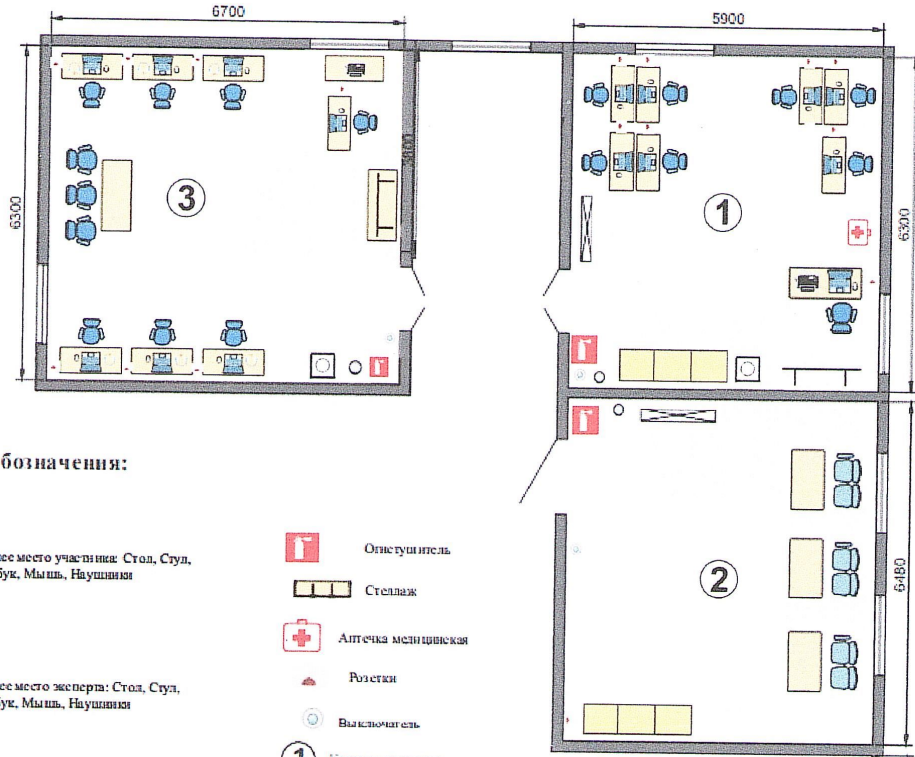 6700
5900
6300
3
1
6300
бозначения:
2
6480
ее место участника: Стол, Стул,
бук, Мышь, Наушники
ее место эксперта: Стол, Стул,
бук, Мышь, Наушники
Огнетушитель
Стеллаж
Аптечка медицинская
Розетки
Выключатель
1